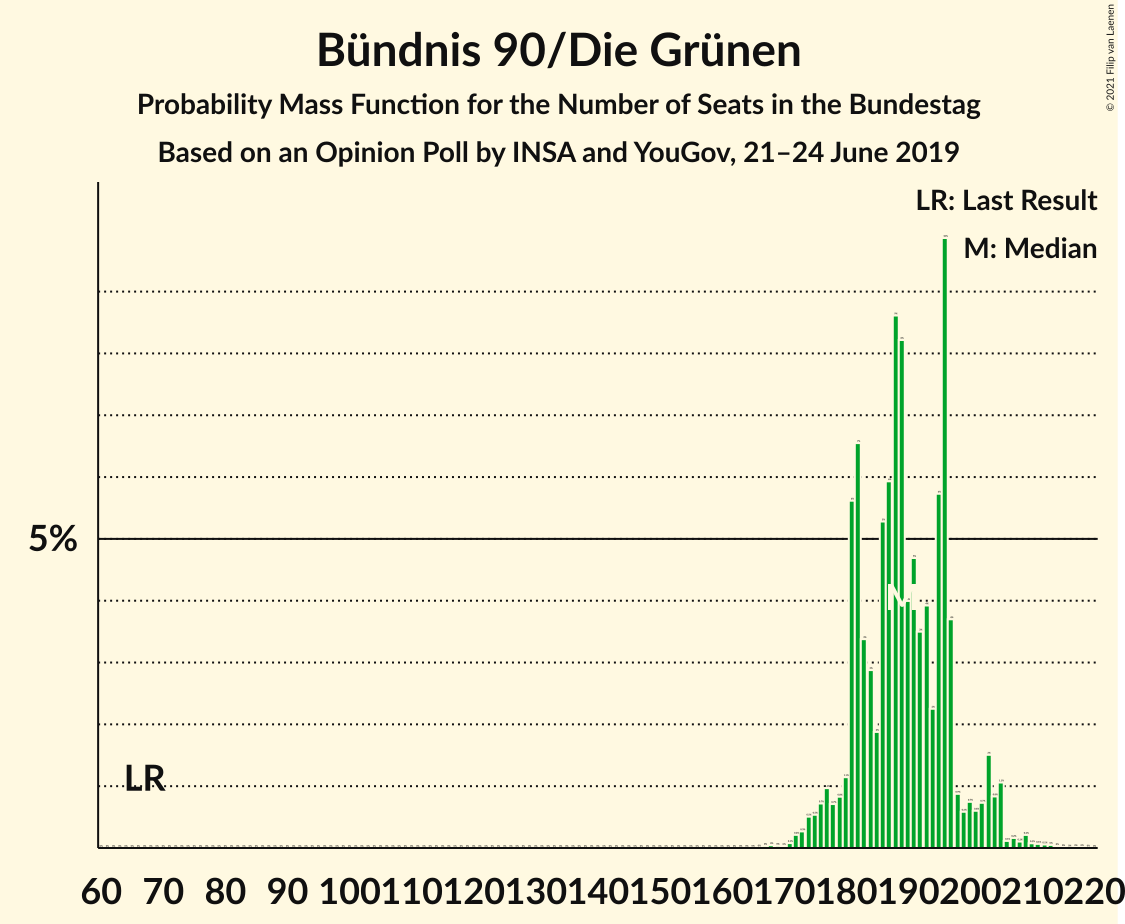 Bündnis 90/Die Grünen
Probability Mass Function for the Number of Seats in the Bundestag
Based on an Opinion Poll by INSA and YouGov, 21–24 June 2019
© 2021 Filip van Laenen
LR: Last Result
M: Median
5%
M
LR
60 70 80 90 100 110 120 130 140 150 160 170 180 190 200 210 220